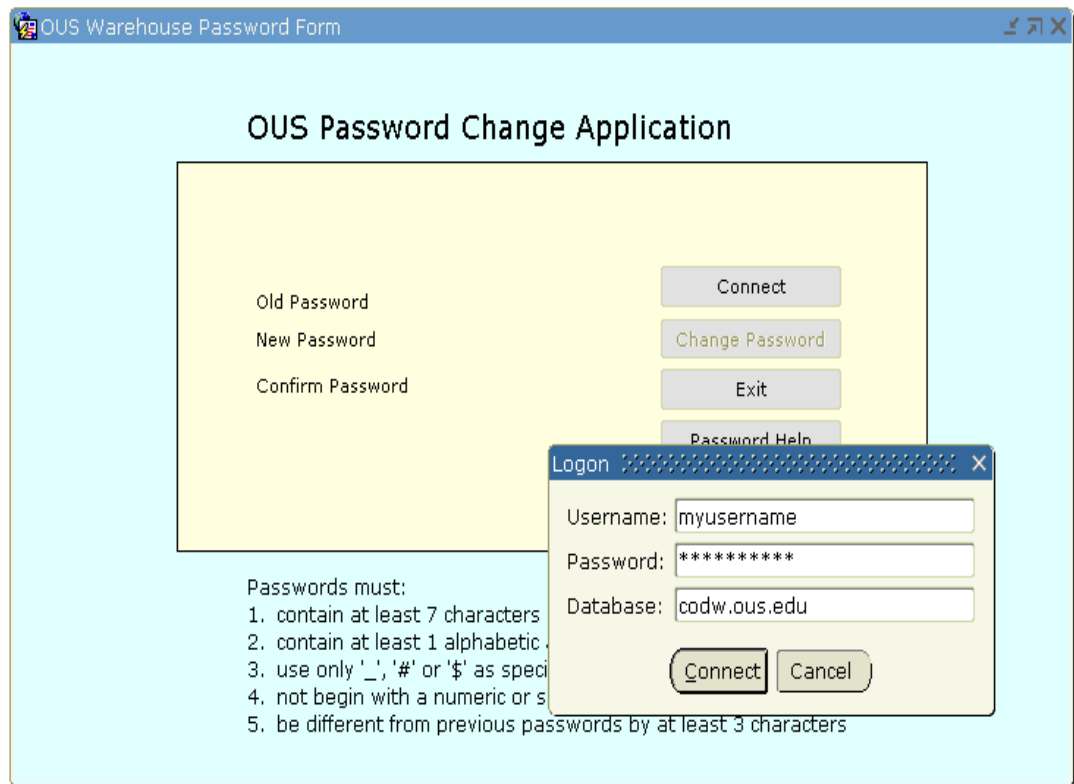 OUS Warehouse Password Form
OUS Password Change Application
Old Password
New Password
Confirm Password
Connect
Change Password
Exit
Password Help
Logon
Username: myusername
Password: **********
Database: codw.ous.edu
Connect Cancel
Passwords must:
1. contain at least 7 characters
2. contain at least 1 alphabetic
3. use only '_', '#' or '$' as
4. not begin with a numeric or
5. be different from previous passwords by at least 3 characters